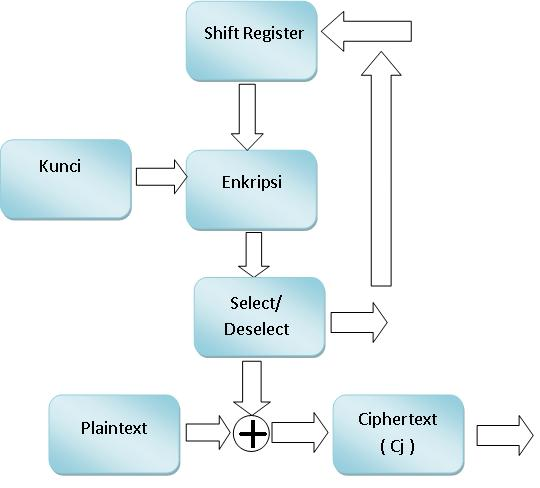 Shift Register
Kunci
Enkripsi
Select/
Deselect
Plaintext
Ciphertext
( Cj )